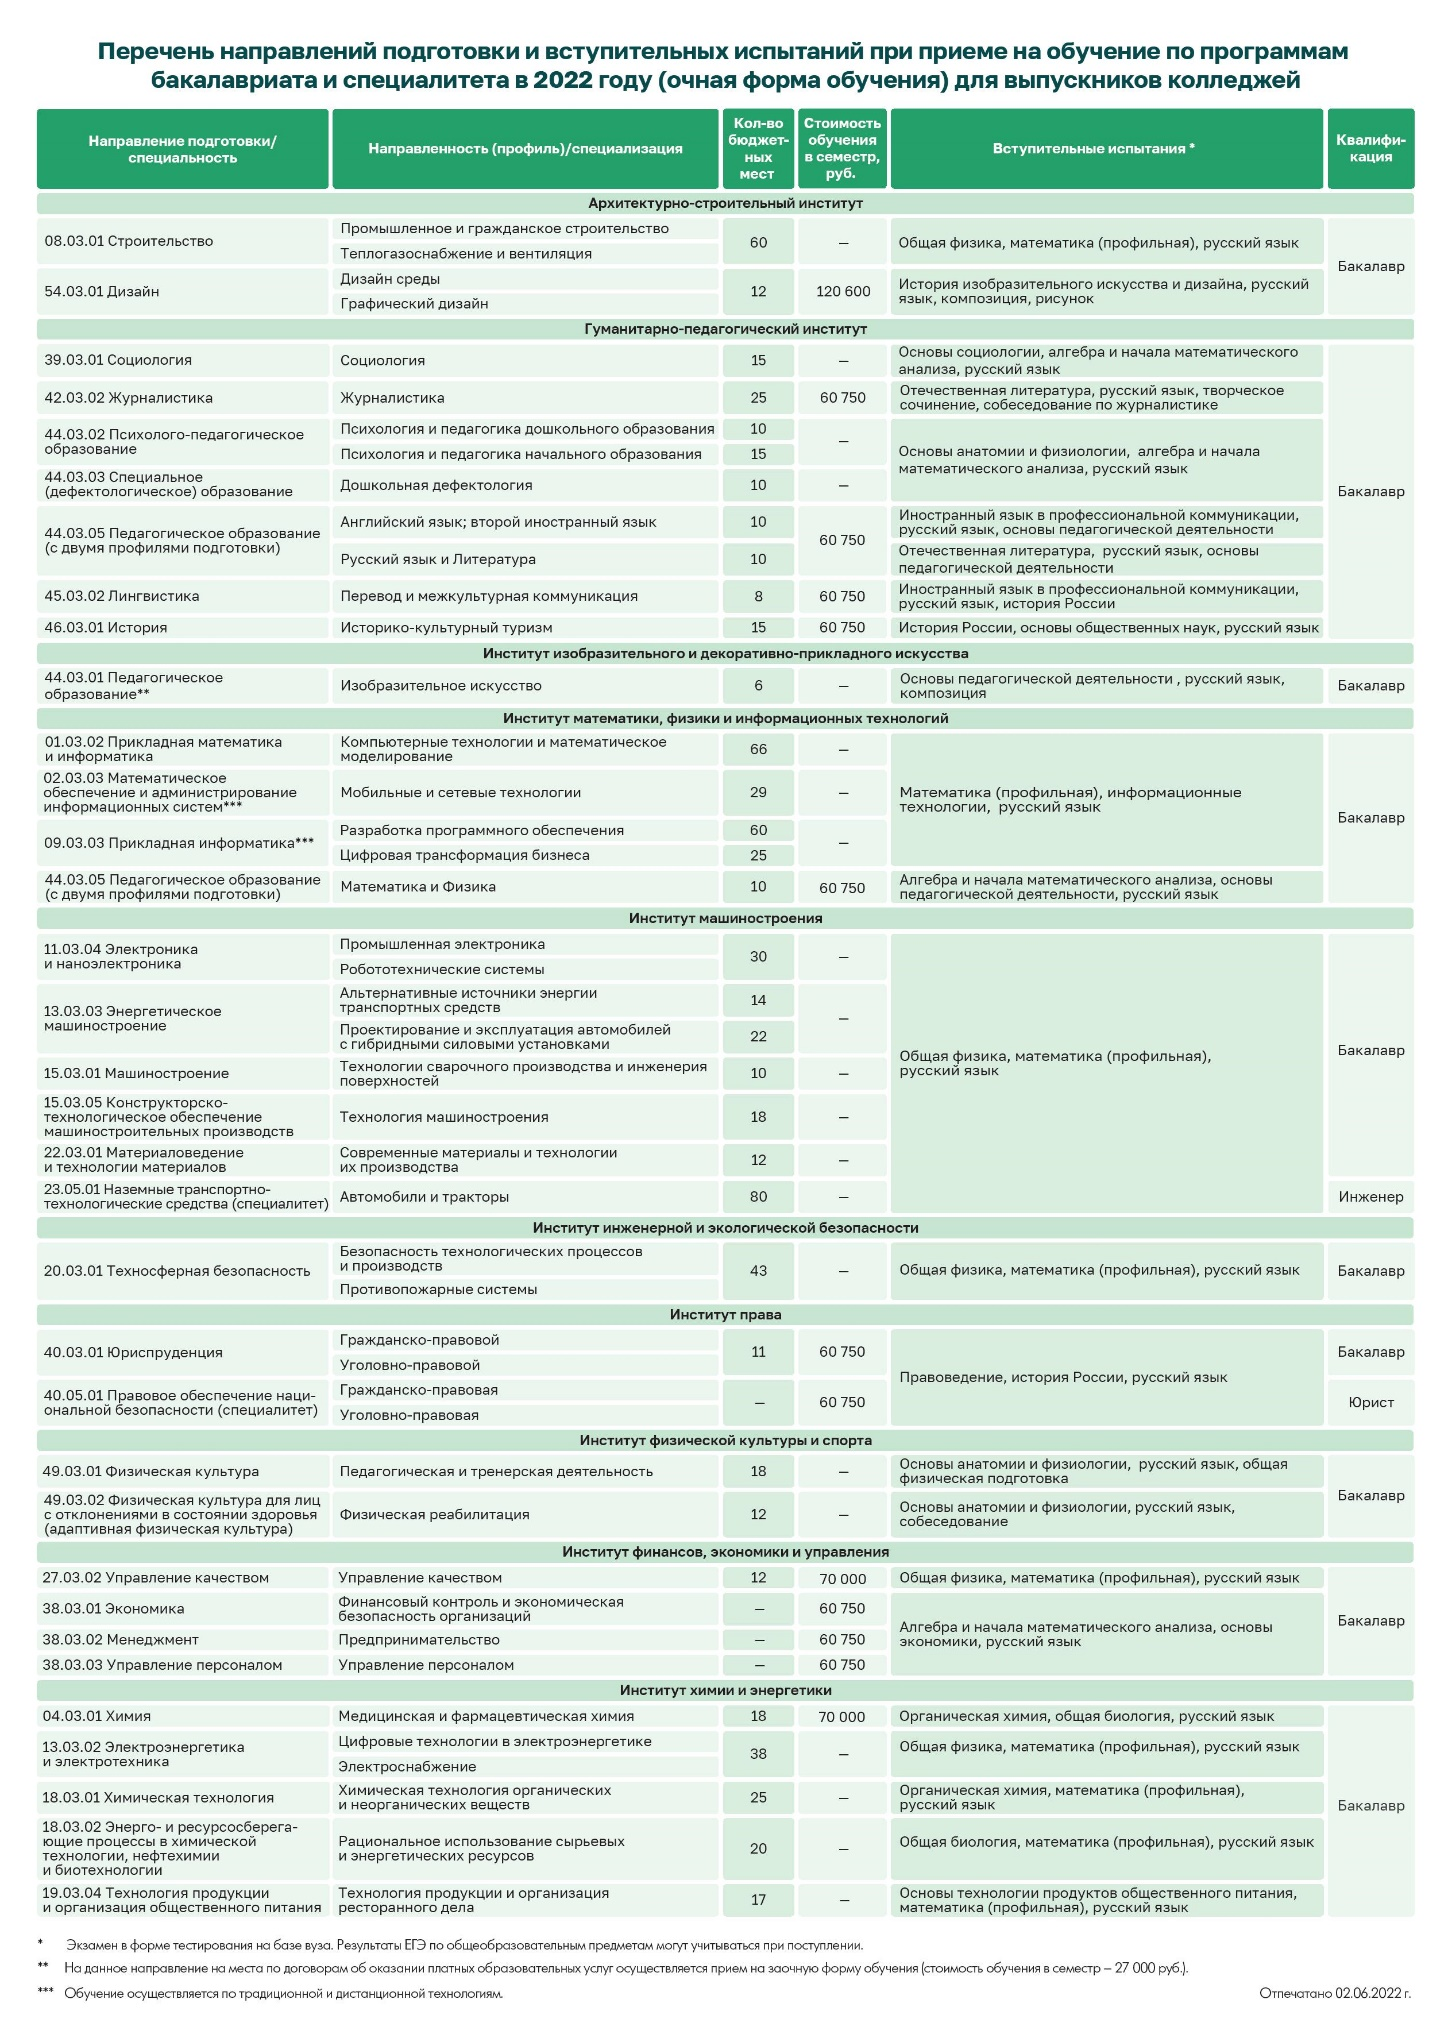 Перечень направлений подготовки и вступительных испытаний при приеме на обучение по программам
бакалавриата и специалитета в 2022 году (очная форма обучения) для выпускников колледжей
Направление подготовки/
специальность
Направленность (профиль)/специализация
Кол-во
бюджет-
ных
мест
Стоимость
обучения
в семестр,
руб.
Вступительные испытания *
Квалифи-
кация
Архитектурно-строительный институт
08.03.01 Строительство
Промышленное и гражданское строительство
Теплогазоснабжение и вентиляция
60
—
Общая физика, математика (профильная), русский язык
Бакалавр
54.03.01 Дизайн
Дизайн среды
Графический дизайн
12
120 600
История изобразительного искусства и дизайна, русский
язык, композиция, рисунок
Гуманитарно-педагогический институт
39.03.01 Социология
Социология
15
—
Основы социологии, алгебра и начала математического
анализа, русский язык
42.03.02 Журналистика
Журналистика
25
60 750
Отечественная литература, русский язык, творческое
сочинение, собеседование по журналистике
44.03.02 Психолого-педагогическое
образование
Психология и педагогика дошкольного образования
10
Психология и педагогика начального образования
15
—
Основы анатомии и физиологии, алгебра и начала
математического анализа, русский язык
44.03.03 Специальное
(дефектологическое) образование
Дошкольная дефектология
10
—
Бакалавр
44.03.05 Педагогическое образование
(с двумя профилями подготовки)
Английский язык; второй иностранный язык
10
60 750
Иностранный язык в профессиональной коммуникации,
русский язык, основы педагогической деятельности
Русский язык и Литература
10
Отечественная литература, русский язык, основы
педагогической деятельности
45.03.02 Лингвистика
Перевод и межкультурная коммуникация
8
60 750
Иностранный язык в профессиональной коммуникации,
русский язык, история России
46.03.01 История
Историко-культурный туризм
15
60 750
История России, основы общественных наук, русский язык
Институт изобразительного и декоративно-прикладного искусства
44.03.01 Педагогическое
образование**
Изобразительное искусство
6
—
Основы педагогической деятельности , русский язык,
композиция
Бакалавр
Институт математики, физики и информационных технологий
01.03.02 Прикладная математика
и информатика
Компьютерные технологии и математическое
моделирование
66
—
02.03.03 Математическое
обеспечение и администрирование
информационных систем***
Мобильные и сетевые технологии
29
—
Математика (профильная), информационные
технологии, русский язык
Бакалавр
09.03.03 Прикладная информатика***
Разработка программного обеспечения
60
Цифровая трансформация бизнеса
25
—
44.03.05 Педагогическое образование
(с двумя профилями подготовки)
Математика и Физика
10
60 750
Алгебра и начала математического анализа, основы
педагогической деятельности, русский язык
Институт машиностроения
11.03.04 Электроника
и наноэлектроника
Промышленная электроника
Робототехнические системы
30
—
13.03.03 Энергетическое
машиностроение
Альтернативные источники энергии
транспортных средств
14
Проектирование и эксплуатация автомобилей
с гибридными силовыми установками
22
—
Общая физика, математика (профильная),
русский язык
Бакалавр
15.03.01 Машиностроение
Технологии сварочного производства и инженерия
поверхностей
10
—
15.03.05 Конструкторско-
технологическое обеспечение
машиностроительных производств
Технология машиностроения
18
—
22.03.01 Материаловедение
и технологии материалов
Современные материалы и технологии
их производства
12
—
23.05.01 Наземные транспортно-
технологические средства (специалитет)
Автомобили и тракторы
80
—
Инженер
Институт инженерной и экологической безопасности
20.03.01 Техносферная безопасность
Безопасность технологических процессов
и производств
Противопожарные системы
43
—
Общая физика, математика (профильная), русский язык
Бакалавр
Институт права
40.03.01 Юриспруденция
Гражданско-правовой
Уголовно-правовой
11
60 750
Правоведение, история России, русский язык
Бакалавр
40.05.01 Правовое обеспечение наци-
ональной безопасности (специалитет)
Гражданско-правовая
Уголовно-правовая
—
60 750
Юрист
Институт физической культуры и спорта
49.03.01 Физическая культура
Педагогическая и тренерская деятельность
18
—
Основы анатомии и физиологии, русский язык, общая
физическая подготовка
Бакалавр
49.03.02 Физическая культура для лиц
с отклонениями в состоянии здоровья
(адаптивная физическая культура)
Физическая реабилитация
12
—
Основы анатомии и физиологии, русский язык,
собеседование
Институт финансов, экономики и управления
27.03.02 Управление качеством
Управление качеством
12
70 000
Общая физика, математика (профильная), русский язык
38.03.01 Экономика
Финансовый контроль и экономическая
безопасность организаций
—
60 750
Алгебра и начала математического анализа, основы
экономики, русский язык
Бакалавр
38.03.02 Менеджмент
Предпринимательство
—
60 750
38.03.03 Управление персоналом
Управление персоналом
—
60 750
Институт химии и энергетики
04.03.01 Химия
Медицинская и фармацевтическая химия
18
70 000
Органическая химия, общая биология, русский язык
13.03.02 Электроэнергетика
и электротехника
Цифровые технологии в электроэнергетике
Электроснабжение
38
—
Общая физика, математика (профильная), русский язык
18.03.01 Химическая технология
Химическая технология органических
и неорганических веществ
25
—
Органическая химия, математика (профильная),
русский язык
Бакалавр
18.03.02 Энерго- и ресурсосберега-
ющие процессы в химической
технологии, нефтехимии
и биотехнологии
Рациональное использование сырьевых
и энергетических ресурсов
20
—
Общая биология, математика (профильная), русский язык
19.03.04 Технология продукции
и организация общественного питания
Технология продукции и организация
ресторанного дела
17
—
Основы технологии продуктов общественного питания,
математика (профильная), русский язык
* Экзамен в форме тестирования на базе вуза. Результаты ЕГЭ по общеобразовательным предметам могут учитываться при поступлении.
** На данное направление на места по договорам об оказании платных образовательных услуг осуществляется прием на заочную форму обучения (стоимость обучения в семестр – 27 000 руб.).
*** Обучение осуществляется по традиционной и дистанционной технологиям.
Отпечатано 02.06.2022 г.